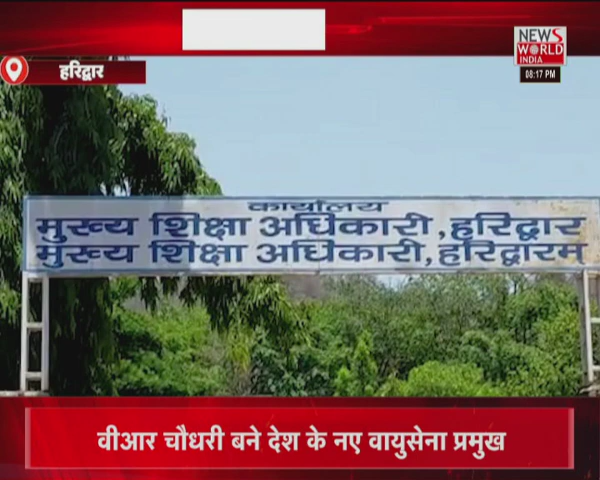 NEWS
WORLD
INDIA
08:17 PM
हरिद्वार
कार्यालय
मुख्य शिक्षा अधिकारी, हरिद्वार
मुख्य शिक्षा अधिकारी, हरिद्वारम
वीआर चौधरी बने देश के नए वायुसेना प्रमुख